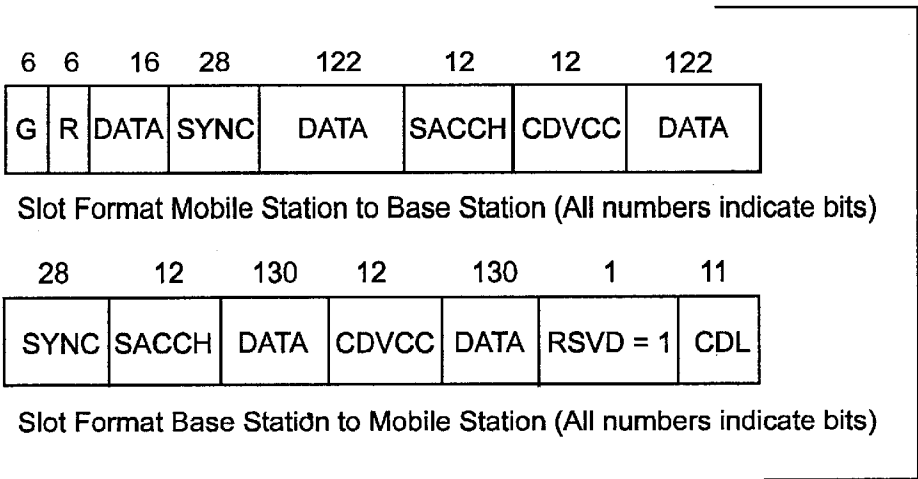 6 6 16 28 122 12 12 122
G R DATA SYNC DATA SACCH CDVCC DATA
Slot Format Mobile Station to Base Station (All numbers indicate bits)
28 12 130 12 130 1 11
SYNC SACCH DATA CDVCC DATA RSVD = 1 CDL
Slot Format Base Station to Mobile Station (All numbers indicate bits)